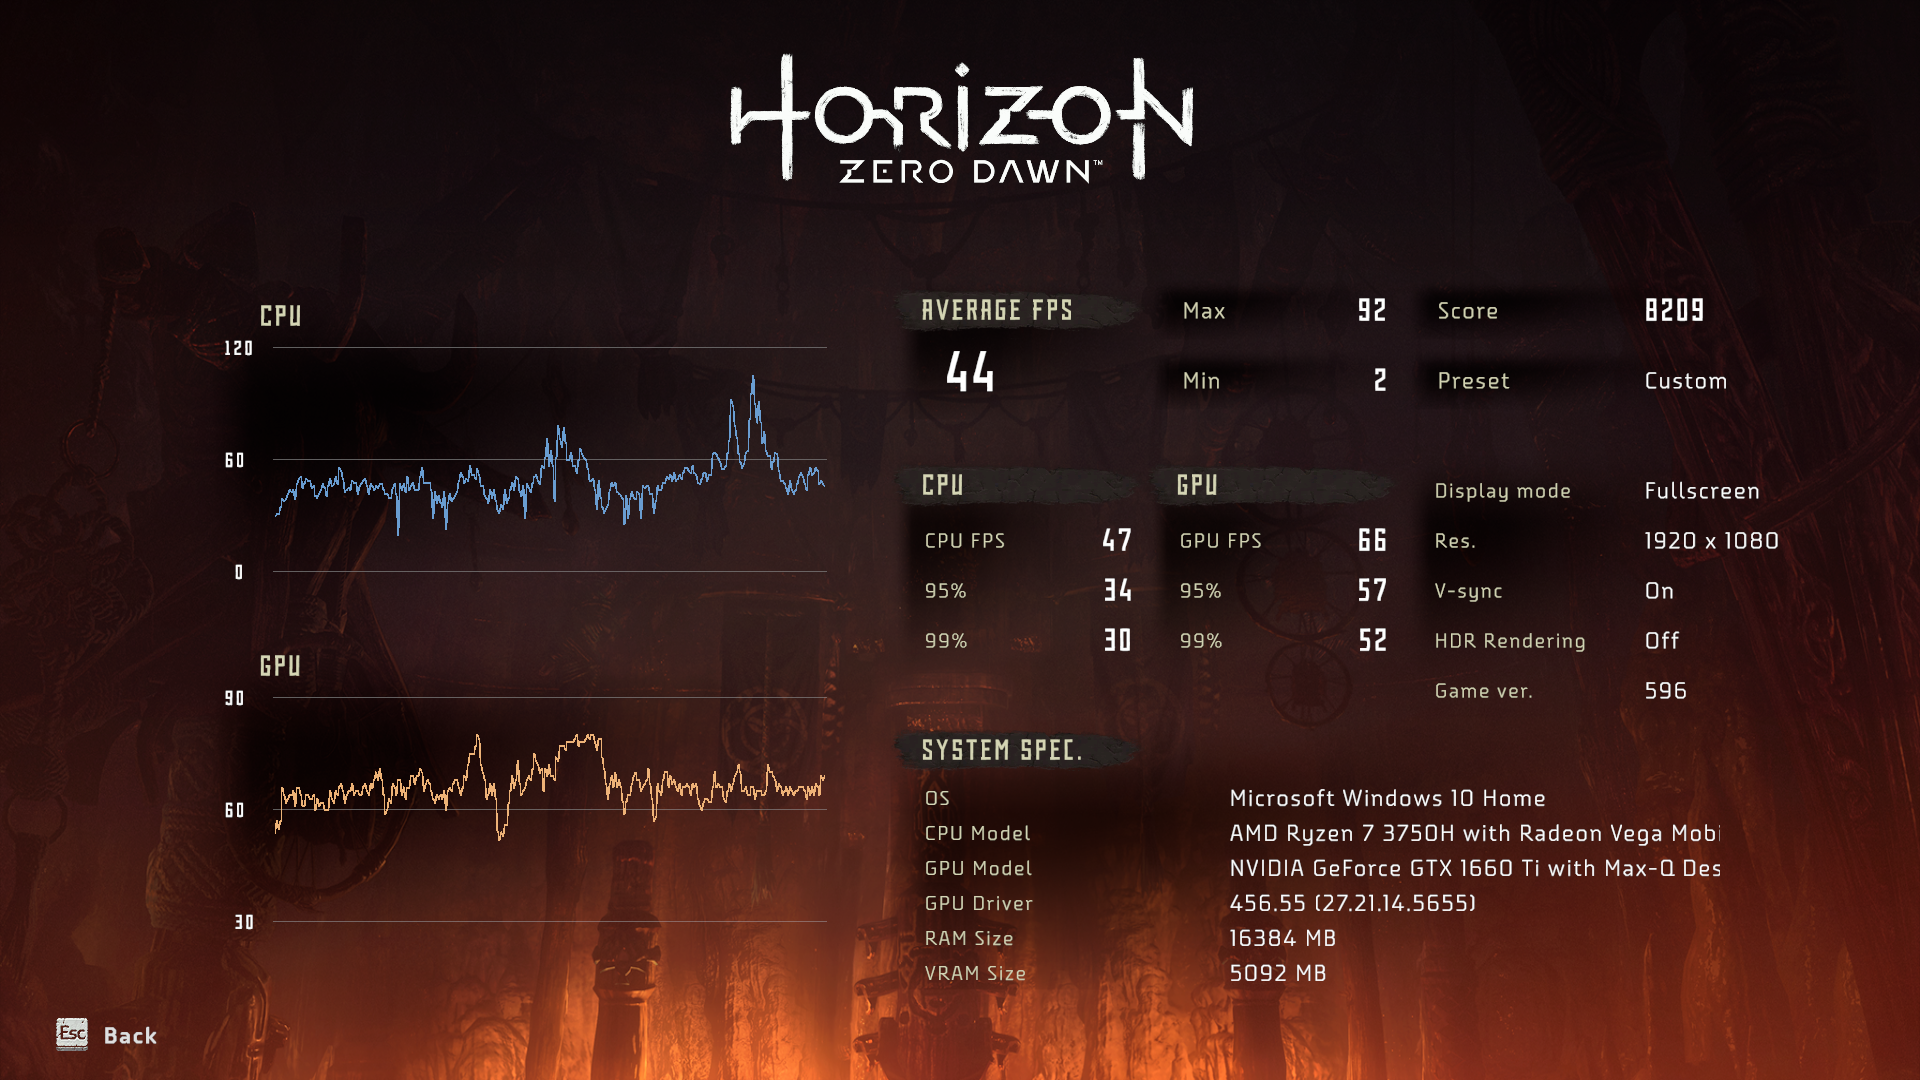 HORIZON
ZERO DAWN™
CPU
120
60
0
GPU
90
60
30
AVERAGE FPS
44
Max 92
Min 2
Score 8209
Preset Custom
CPU
CPU FPS 47
95% 34
99% 30
GPU
GPU FPS 66
95% 57
99% 52
Display mode Fullscreen
Res. 1920 x 1080
V-sync On
HDR Rendering Off
Game ver. 596
SYSTEM SPEC.
OS Microsoft Windows 10 Home
CPU Model AMD Ryzen 7 3750H with Radeon Vega Mobi
GPU Model NVIDIA GeForce GTX 1660 Ti with Max-Q Des
GPU Driver 456.55 (27.21.14.5655)
RAM Size 16384 MB
VRAM Size 5092 MB
Esc Back